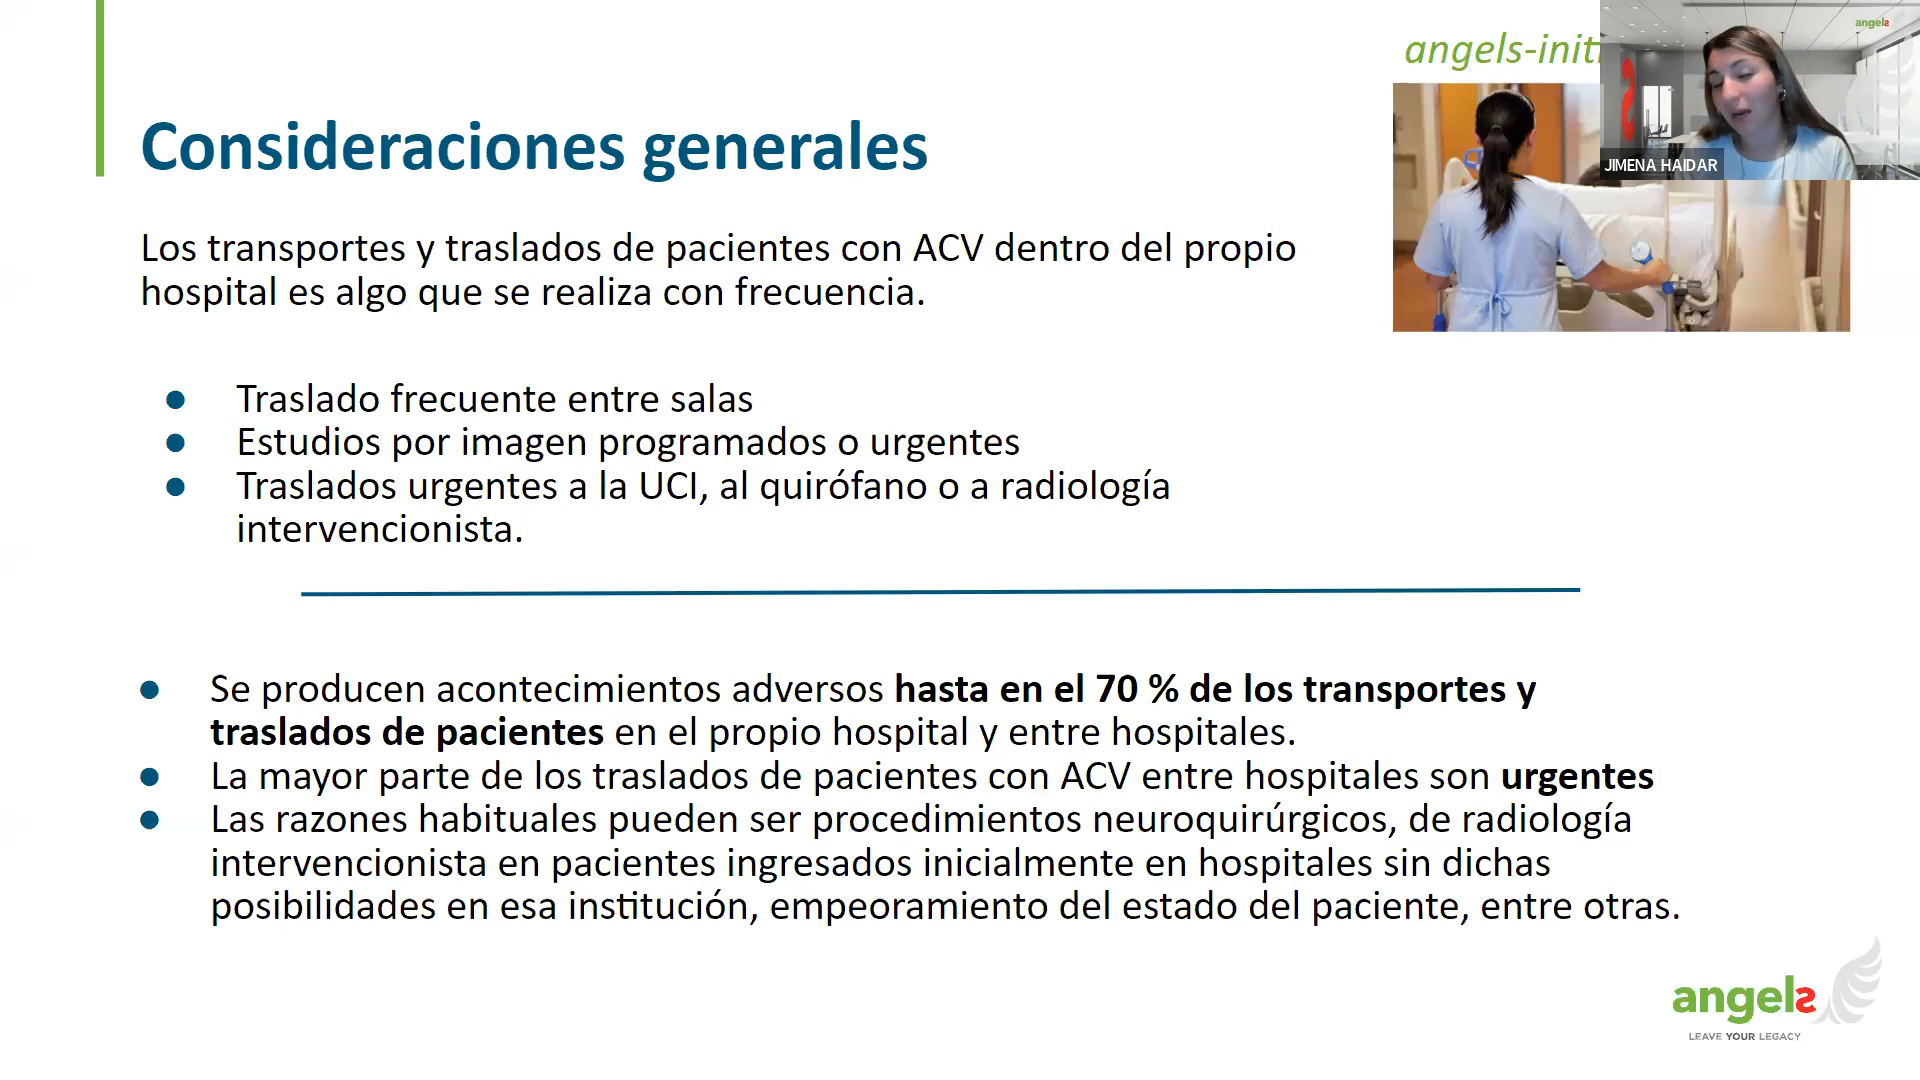 angels-initi
angels
JIMENA HAIDAR
Consideraciones generales
Los transportes y traslados de pacientes con ACV dentro del propio
hospital es algo que se realiza con frecuencia.
● Traslado frecuente entre salas
● Estudios por imagen programados o urgentes
● Traslados urgentes a la UCI, al quirófano o a radiología
intervencionista.
● Se producen acontecimientos adversos hasta en el 70 % de los transportes y
traslados de pacientes en el propio hospital y entre hospitales.
● La mayor parte de los traslados de pacientes con ACV entre hospitales son urgentes
● Las razones habituales pueden ser procedimientos neuroquirúrgicos, de radiología
intervencionista en pacientes ingresados inicialmente en hospitales sin dichas
posibilidades en esa institución, empeoramiento del estado del paciente, entre otras.
angels
LEAVE YOUR LEGACY